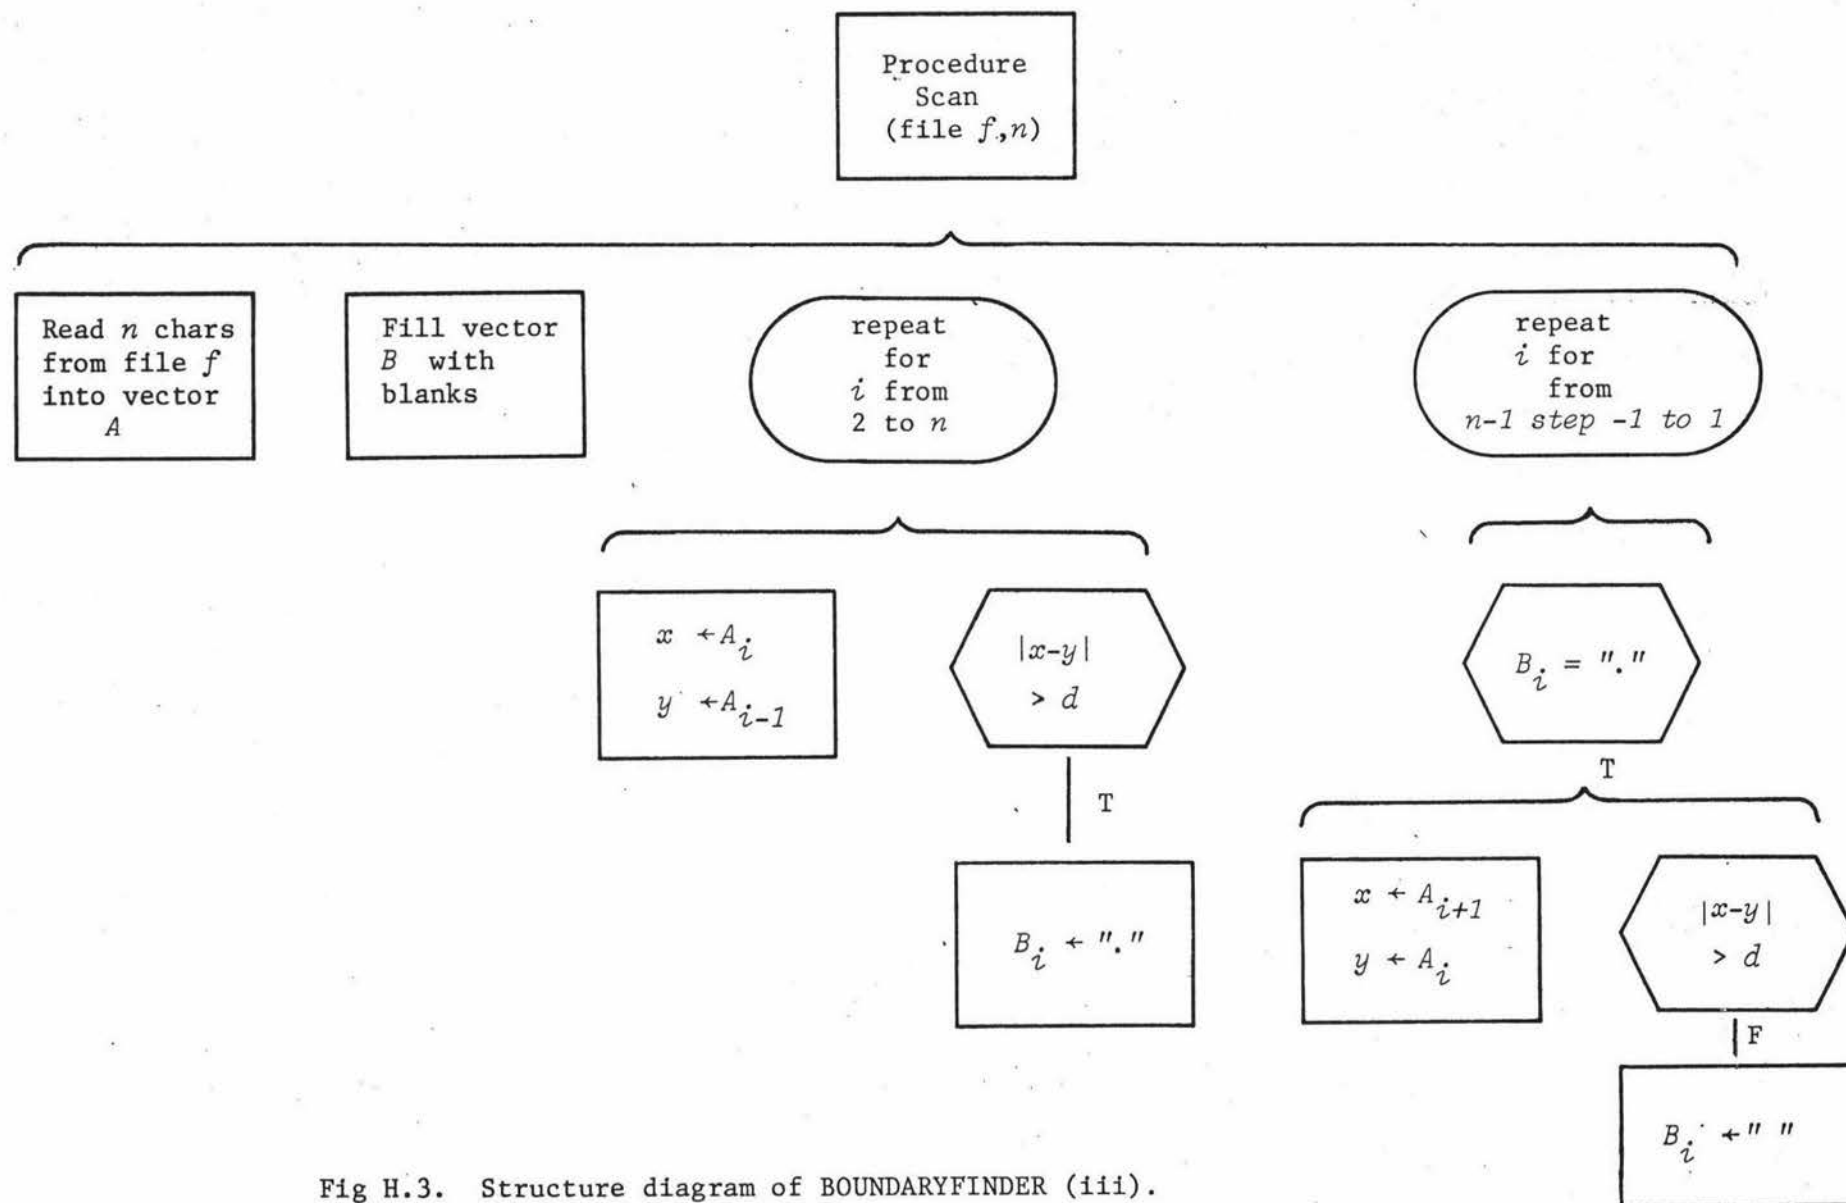 Procedure
Scan
(file f,n)
Read n chars
from file f
into vector
A
Fill vector
B with
blanks
repeat
for
i from
2 to n
repeat
i for
from
n-1 step -1 to 1
x ← A_i
y ← A_{i-1}
|x-y|
> d
T
B_i ← "."
B_i = "."
T
x ← A_{i+1}
y ← A_i
|x-y|
> d
F
B_i ← " "
Fig H.3. Structure diagram of BOUNDARYFINDER (iii).